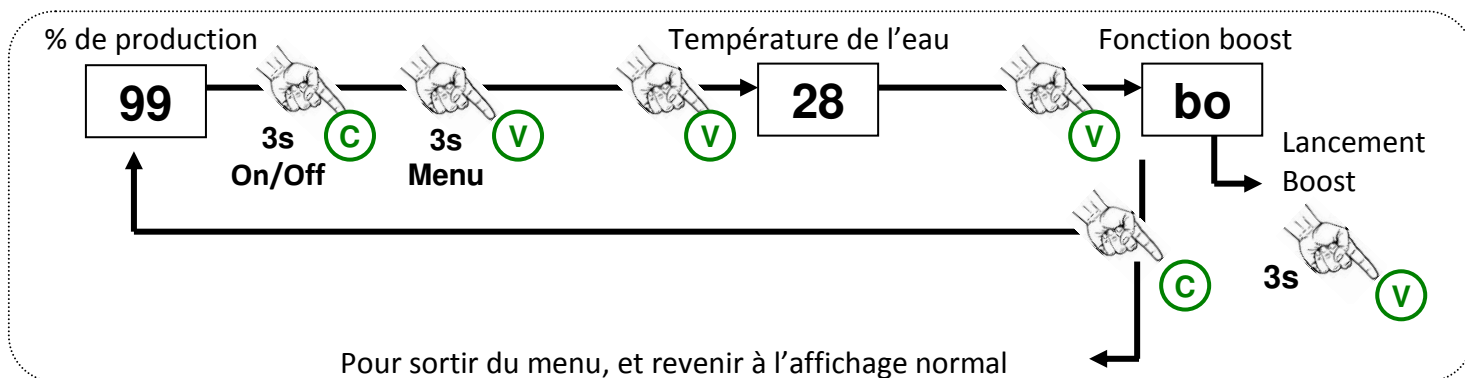 % de production
Température de l’eau
Fonction boost
99
28
bo
3s
C
On/Off
3s
V
Menu
V
V
Lancement
Boost
C
3s
V
Pour sortir du menu, et revenir à l’affichage normal